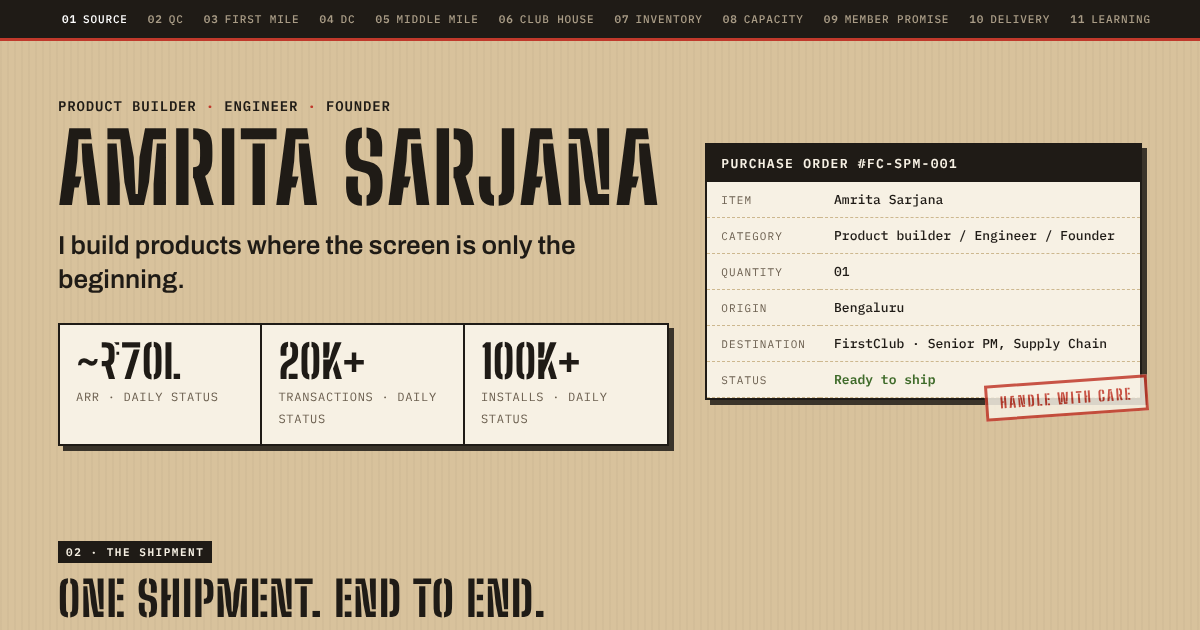 01 SOURCE 02 QC 03 FIRST MILE 04 DC 05 MIDDLE MILE 06 CLUB HOUSE 07 INVENTORY 08 CAPACITY 09 MEMBER PROMISE 10 DELIVERY 11 LEARNING
PRODUCT BUILDER · ENGINEER · FOUNDER
AMRITA SARJANA
I build products where the screen is only the
beginning.
~₹70L
ARR · DAILY STATUS
20K+
TRANSACTIONS · DAILY
STATUS
100K+
INSTALLS · DAILY
STATUS
PURCHASE ORDER #FC-SPM-001
ITEM Amrita Sarjana
CATEGORY Product builder / Engineer / Founder
QUANTITY 01
ORIGIN Bengaluru
DESTINATION FirstClub · Senior PM, Supply Chain
STATUS Ready to ship
HANDLE WITH CARE
02 · THE SHIPMENT
ONE SHIPMENT. END TO END.